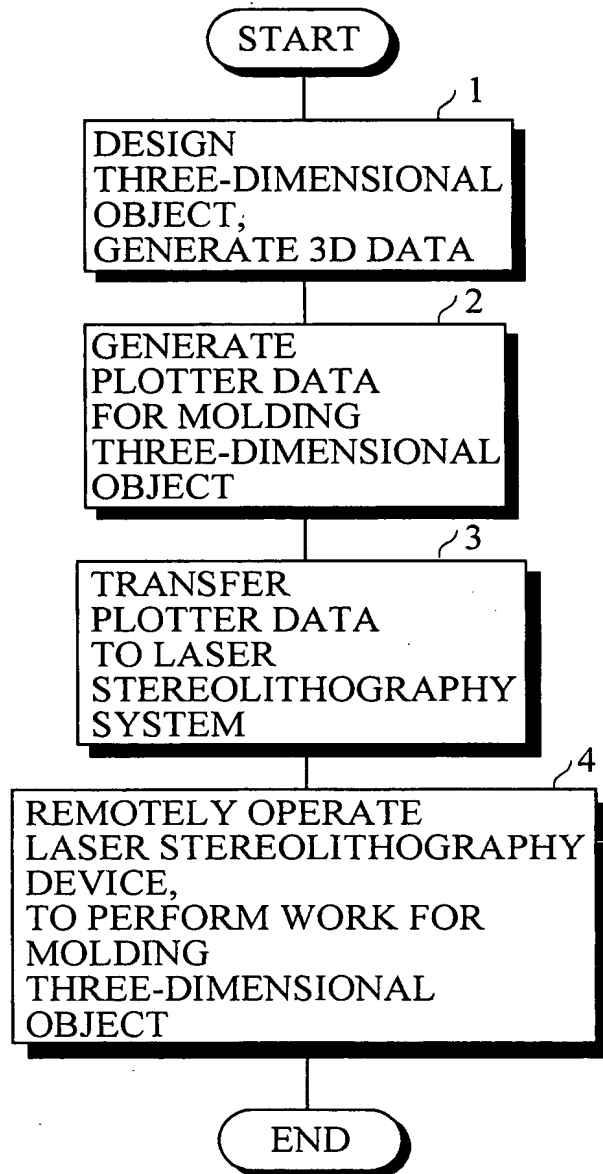 START
1
DESIGN
THREE-DIMENSIONAL
OBJECT,
GENERATE 3D DATA
2
GENERATE
PLOTTER DATA
FOR MOLDING
THREE-DIMENSIONAL
OBJECT
3
TRANSFER
PLOTTER DATA
TO LASER
STEREOLITHOGRAPHY
SYSTEM
4
REMOTELY OPERATE
LASER STEREOLITHOGRAPHY
DEVICE,
TO PERFORM WORK FOR
MOLDING
THREE-DIMENSIONAL
OBJECT
END